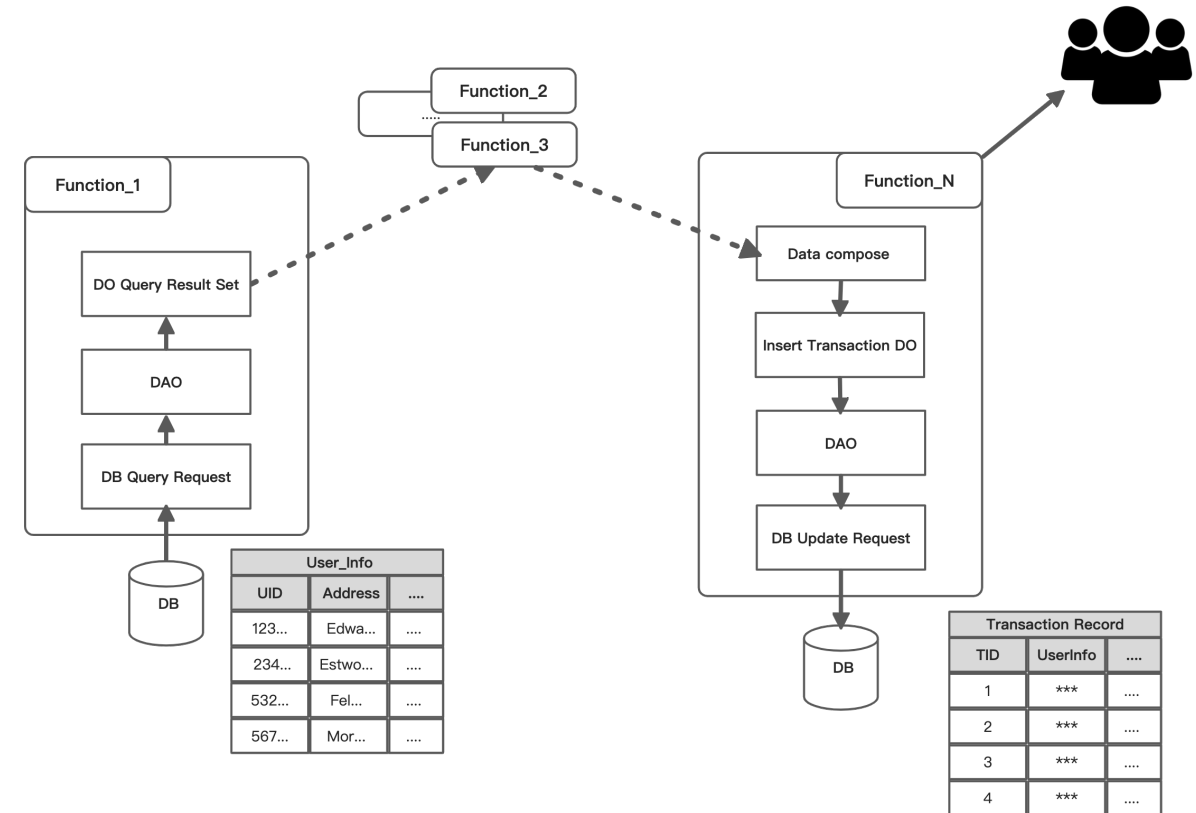 Function_2
.....
Function_3
Function_1
DO Query Result Set
DAO
DB Query Request
DB
User_Info
UID Address ....
123... Edwa... ....
234... Estwo... ....
532... Fel... ....
567... Mor... ....
Function_N
Data compose
Insert Transaction DO
DAO
DB Update Request
DB
Transaction Record
TID UserInfo ....
1 *** ....
2 *** ....
3 *** ....
4 *** ....